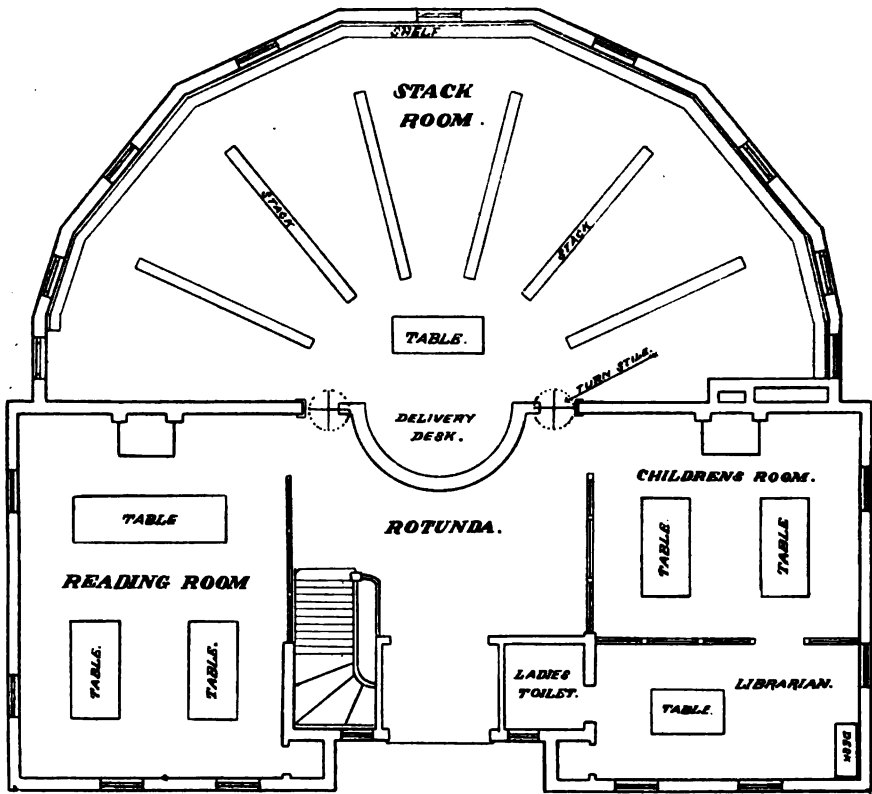 SHELF
STACK
ROOM.
STACK
STACK
TABLE.
TURN STILE.
DELIVERY
DESK.
CHILDRENS ROOM.
TABLE
ROTUNDA.
TABLE.
TABLE
READING ROOM
TABLE.
TABLE.
LADIES
TOILET.
LIBRARIAN.
TABLE.
DESK